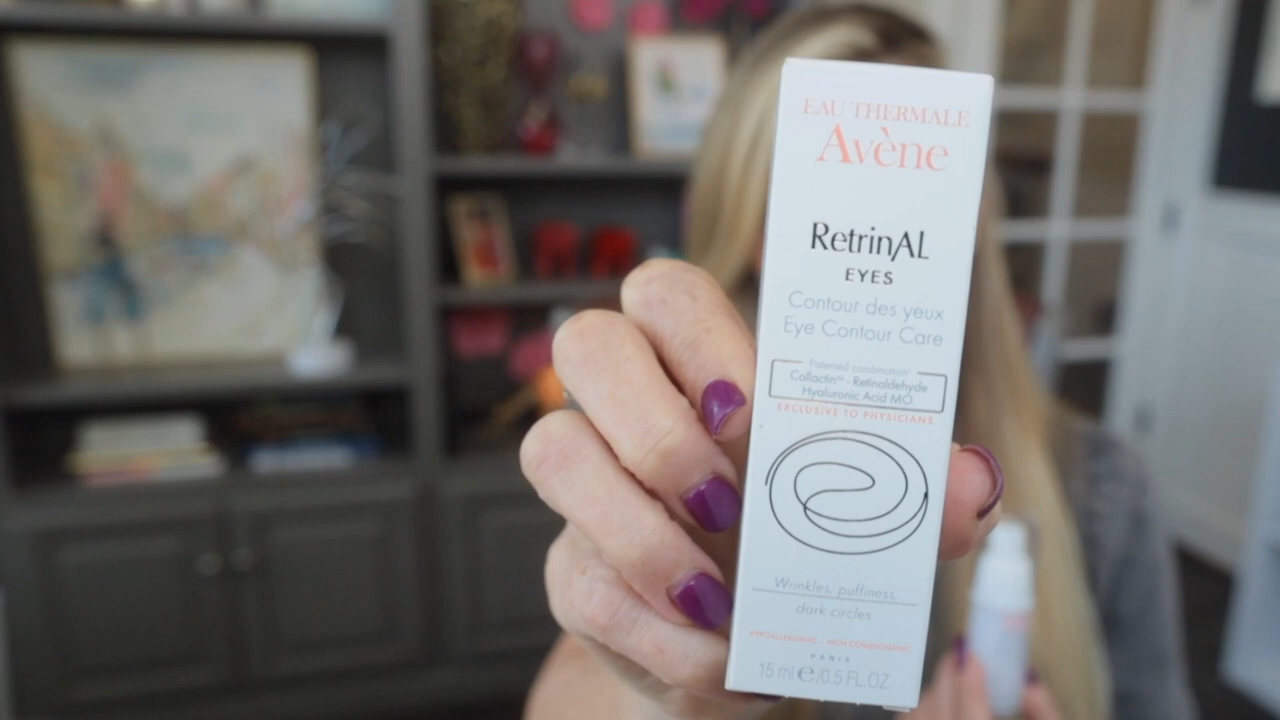 EAU THERMALE
Avène
RetrinAL
EYES
Contour des yeux
Eye Contour Care
Patented combination*
Collactin™ - Retinaldehyde
Hyaluronic Acid MO
EXCLUSIVE TO PHYSICIANS
Wrinkles, puffiness,
dark circles
HYPOALLERGENIC - NON COMEDOGENIC
PARIS
15 ml ℮/0.5 FL.OZ.